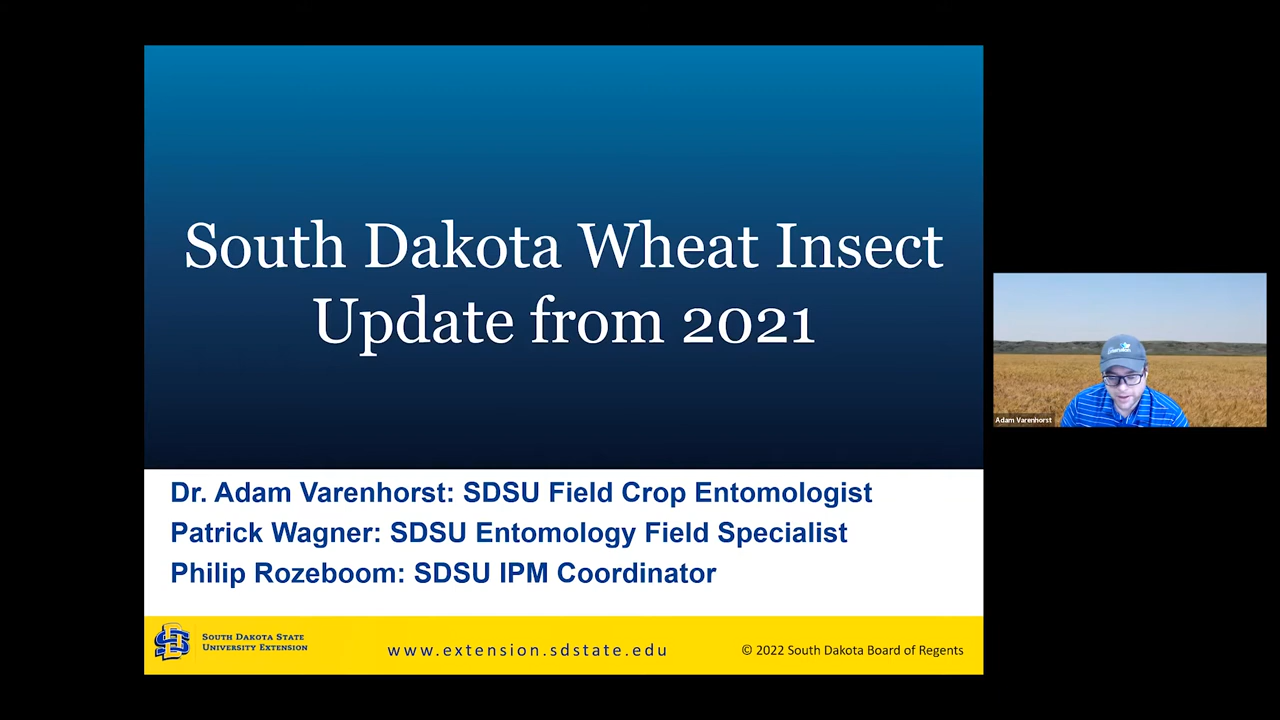 South Dakota Wheat Insect
Update from 2021
Dr. Adam Varenhorst: SDSU Field Crop Entomologist
Patrick Wagner: SDSU Entomology Field Specialist
Philip Rozeboom: SDSU IPM Coordinator
South Dakota State
University Extension
www.extension.sdstate.edu
© 2022 South Dakota Board of Regents
Adam Varenhorst